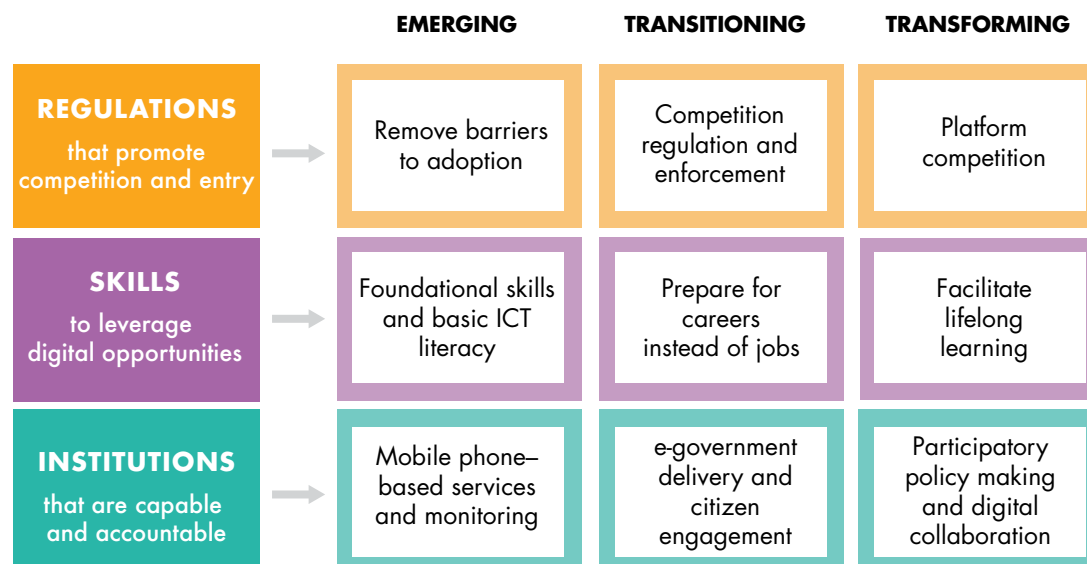 EMERGING
TRANSITIONING
TRANSFORMING
REGULATIONS
that promote
competition and entry
Remove barriers
to adoption
Competition
regulation and
enforcement
Platform
competition
SKILLS
to leverage
digital opportunities
Foundational skills
and basic ICT
literacy
Prepare for
careers
instead of jobs
Facilitate
lifelong
learning
INSTITUTIONS
that are capable
and accountable
Mobile phone–
based services
and monitoring
e-government
delivery and
citizen
engagement
Participatory
policy making
and digital
collaboration